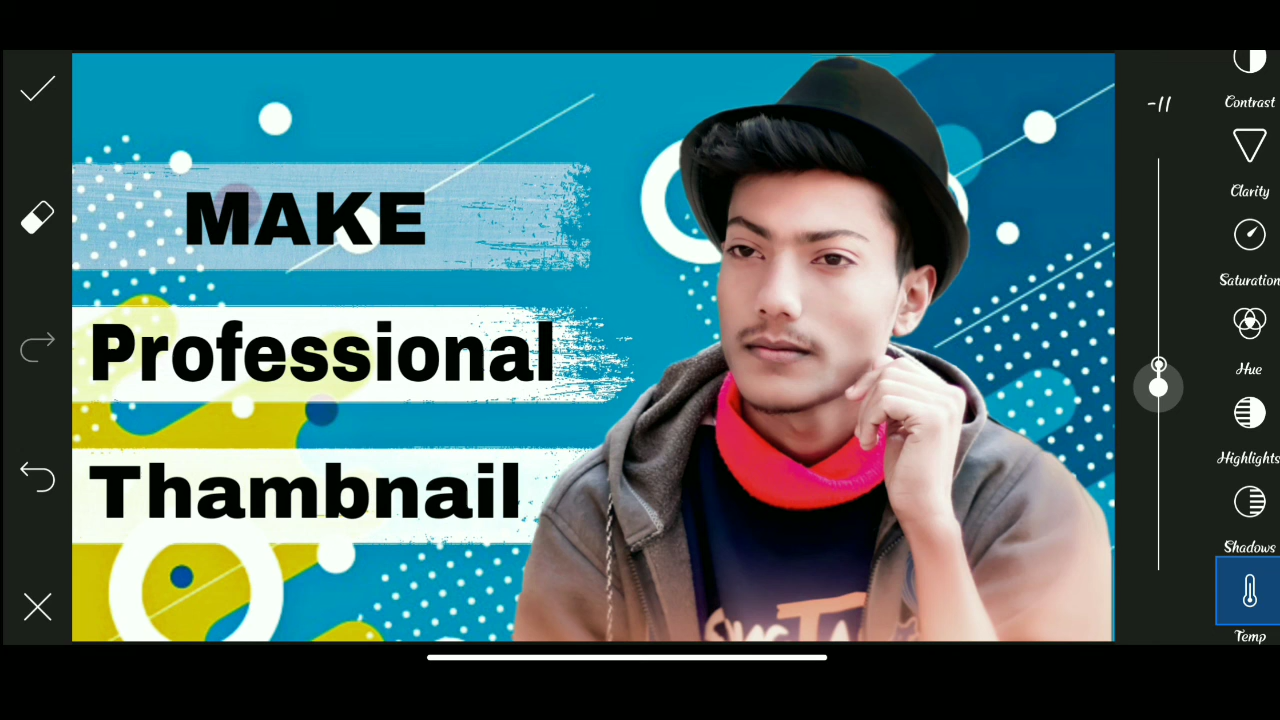 MAKE
Professional
Thambnail
-11
Contrast
Clarity
Saturation
Hue
Highlights
Shadows
Temp